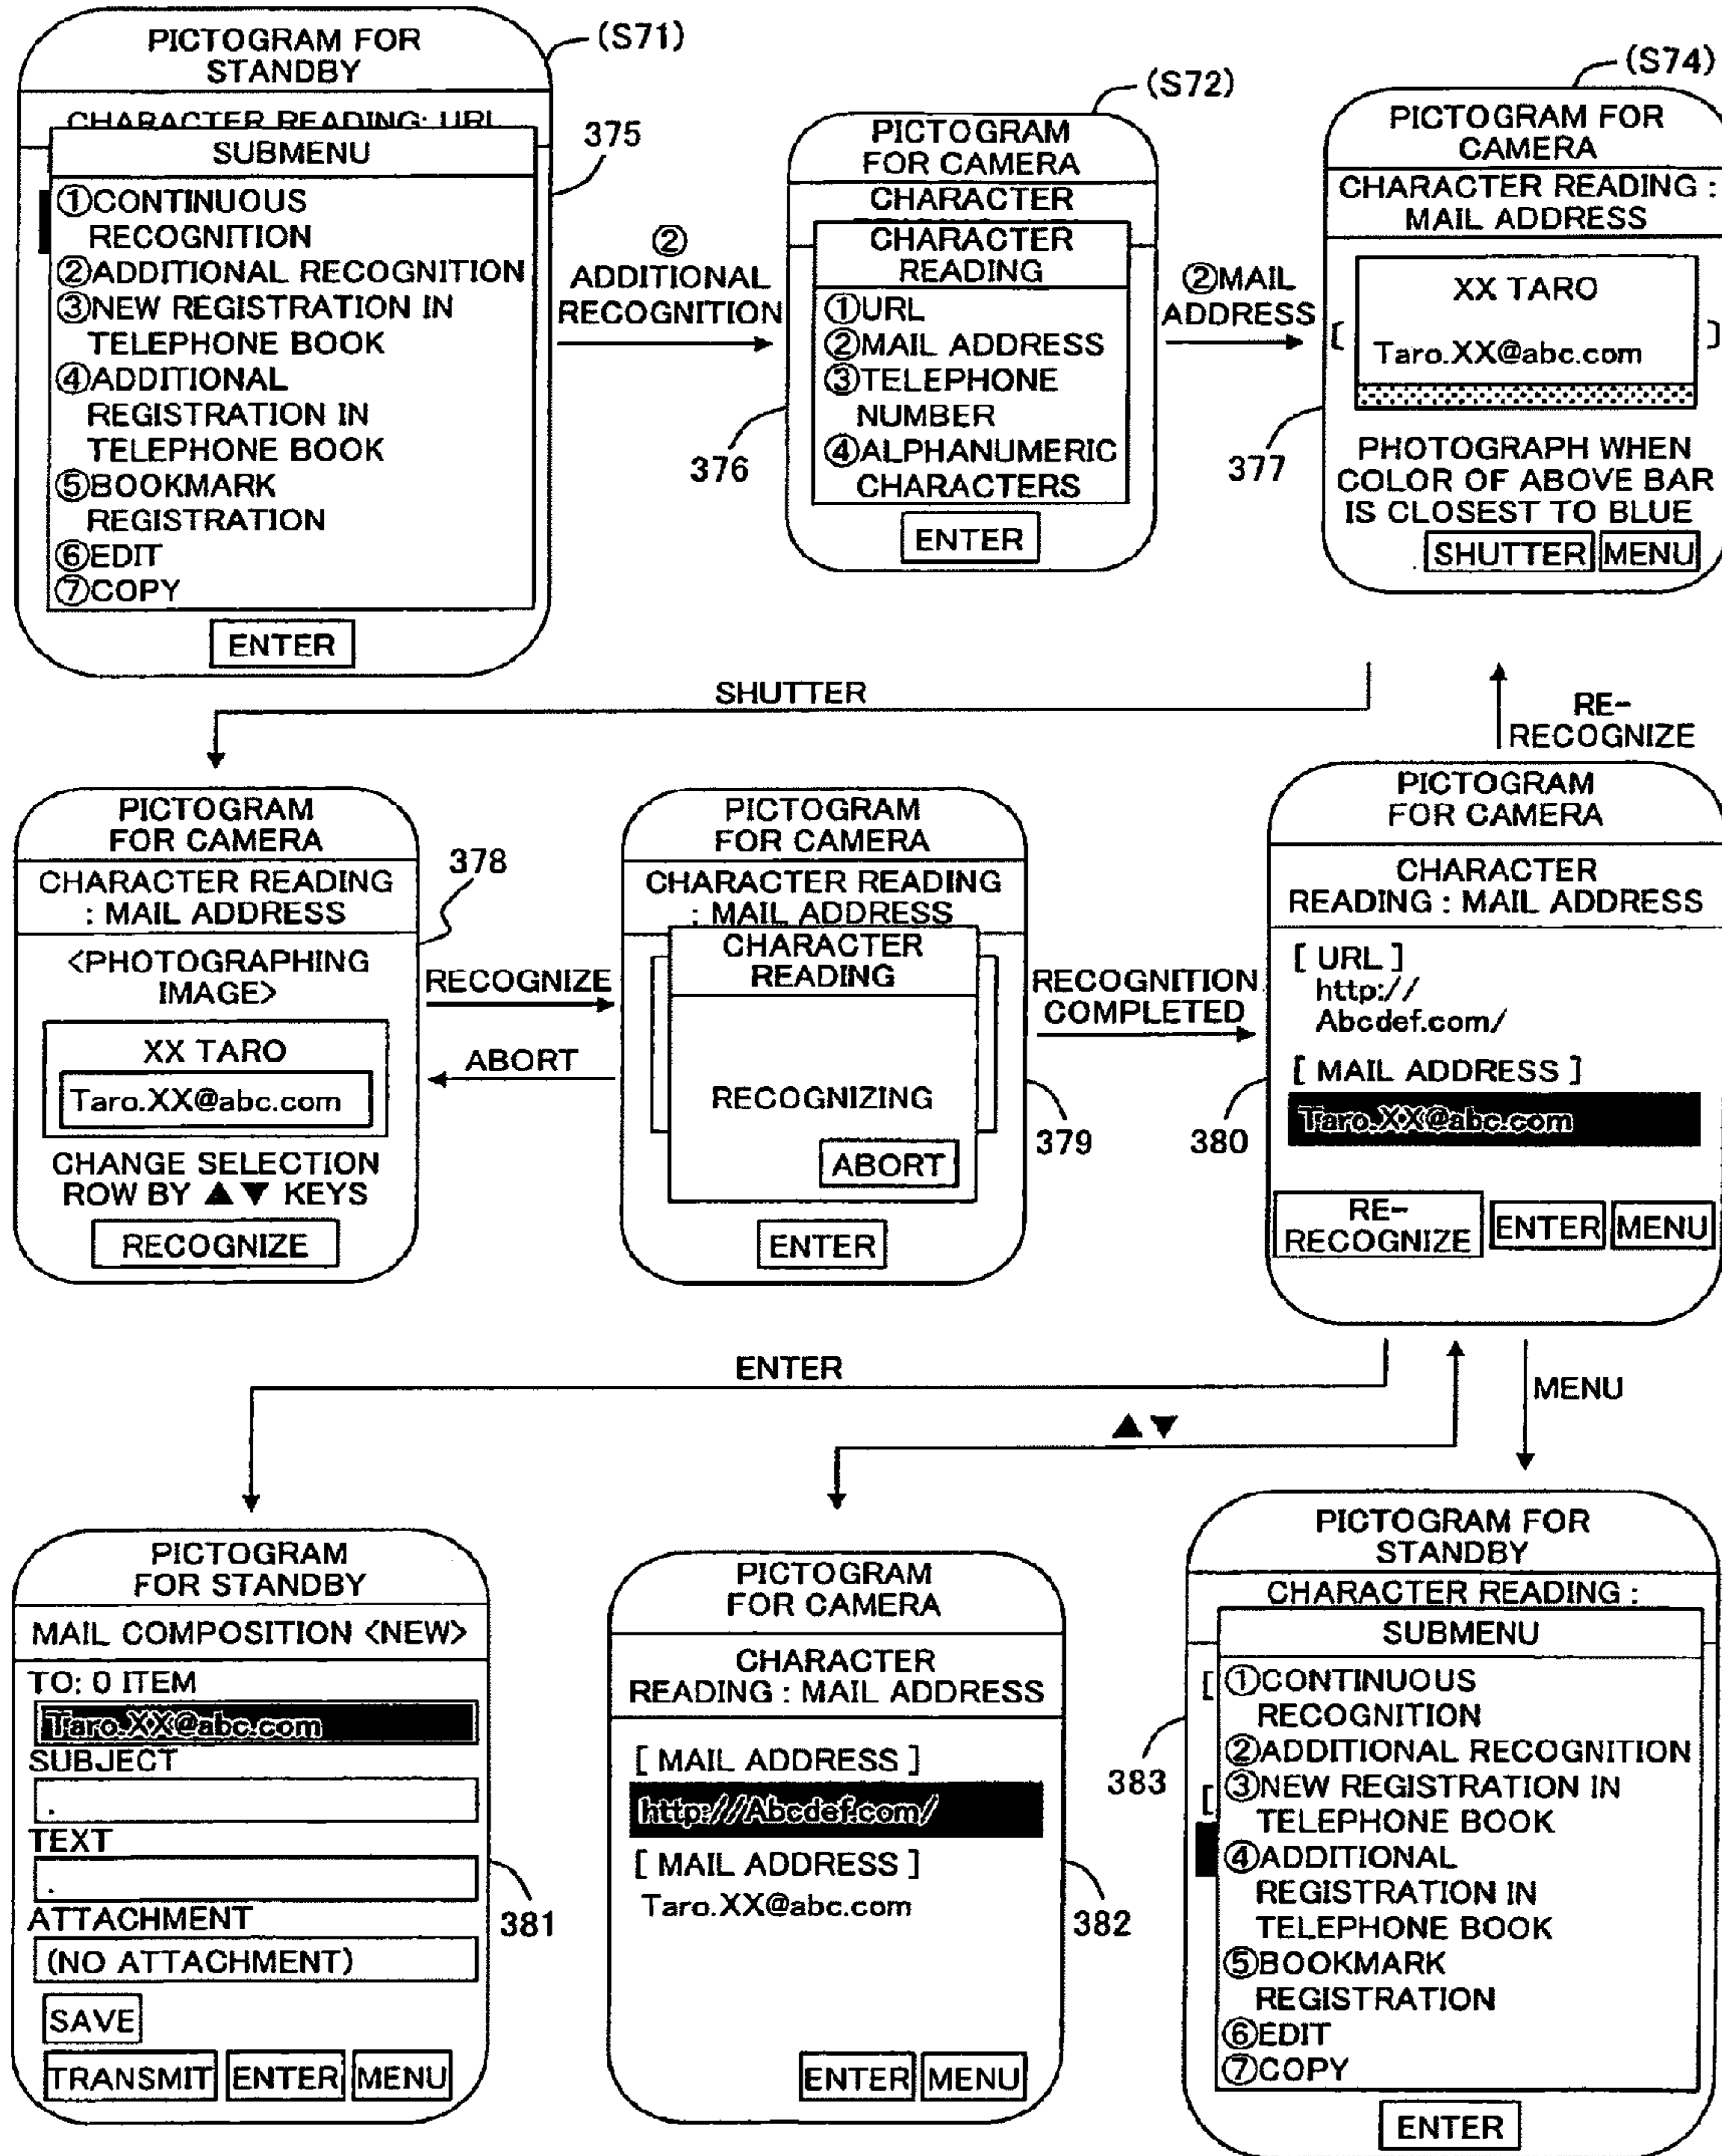 PICTOGRAM FOR
STANDBY
(S71)
CHARACTER READING: URL
SUBMENU
①CONTINUOUS
RECOGNITION
②ADDITIONAL RECOGNITION
③NEW REGISTRATION IN
TELEPHONE BOOK
④ADDITIONAL
REGISTRATION IN
TELEPHONE BOOK
⑤BOOKMARK
REGISTRATION
⑥EDIT
⑦COPY
ENTER
375
②
ADDITIONAL
RECOGNITION
(S72)
PICTOGRAM
FOR CAMERA
CHARACTER
CHARACTER
READING
①URL
②MAIL ADDRESS
③TELEPHONE
NUMBER
④ALPHANUMERIC
CHARACTERS
ENTER
376
②MAIL
ADDRESS
(S74)
PICTOGRAM FOR
CAMERA
CHARACTER READING :
MAIL ADDRESS
XX TARO
[ ]
Taro.XX@abc.com
PHOTOGRAPH WHEN
COLOR OF ABOVE BAR
IS CLOSEST TO BLUE
SHUTTER MENU
377
SHUTTER
RE-
RECOGNIZE
PICTOGRAM
FOR CAMERA
CHARACTER READING
: MAIL ADDRESS
<PHOTOGRAPHING
IMAGE>
XX TARO
Taro.XX@abc.com
CHANGE SELECTION
ROW BY ▲▼ KEYS
RECOGNIZE
378
RECOGNIZE
ABORT
PICTOGRAM
FOR CAMERA
CHARACTER READING
: MAIL ADDRESS
CHARACTER
READING
RECOGNIZING
ABORT
ENTER
379
RECOGNITION
COMPLETED
PICTOGRAM
FOR CAMERA
CHARACTER
READING : MAIL ADDRESS
[ URL ]
http://
Abcdef.com/
[ MAIL ADDRESS ]
Taro.XX@abc.com
RE-
RECOGNIZE ENTER MENU
380
ENTER
▲▼
MENU
PICTOGRAM
FOR STANDBY
MAIL COMPOSITION <NEW>
TO: 0 ITEM
Taro.XX@abc.com
SUBJECT
.
TEXT
.
ATTACHMENT
(NO ATTACHMENT)
SAVE
TRANSMIT ENTER MENU
381
PICTOGRAM
FOR CAMERA
CHARACTER
READING : MAIL ADDRESS
[ MAIL ADDRESS ]
http:///Abcdef.com/
[ MAIL ADDRESS ]
Taro.XX@abc.com
ENTER MENU
382
PICTOGRAM FOR
STANDBY
CHARACTER READING :
SUBMENU
[
①CONTINUOUS
RECOGNITION
②ADDITIONAL RECOGNITION
[
③NEW REGISTRATION IN
TELEPHONE BOOK
④ADDITIONAL
REGISTRATION IN
TELEPHONE BOOK
⑤BOOKMARK
REGISTRATION
⑥EDIT
⑦COPY
ENTER
383